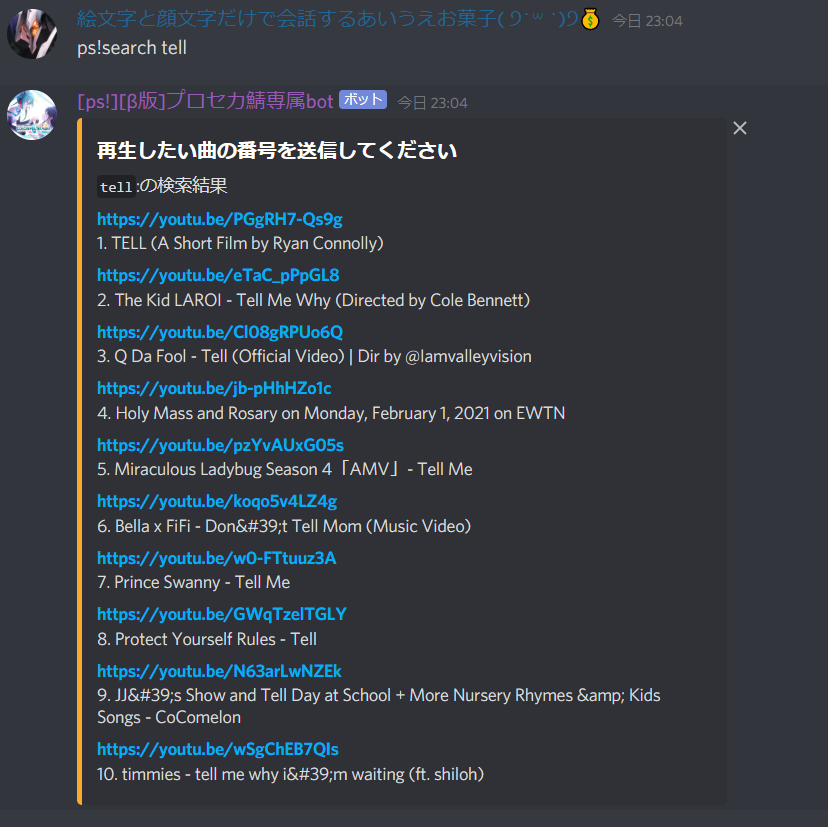 絵文字と顔文字だけで会話するあいうえお菓子(੭˙꒳˙)੭💰 今日 23:04
ps!search tell
[ps!][β版]プロセカ鯖専属bot ボット 今日 23:04
再生したい曲の番号を送信してください
tell:の検索結果
https://youtu.be/PGgRH7-Qs9g
1. TELL (A Short Film by Ryan Connolly)
https://youtu.be/eTaC_pPpGL8
2. The Kid LAROI - Tell Me Why (Directed by Cole Bennett)
https://youtu.be/Cl08gRPUo6Q
3. Q Da Fool - Tell (Official Video) | Dir by @Iamvalleyvision
https://youtu.be/jb-pHhHZo1c
4. Holy Mass and Rosary on Monday, February 1, 2021 on EWTN
https://youtu.be/pzYvAUxG05s
5. Miraculous Ladybug Season 4「AMV」- Tell Me
https://youtu.be/koqo5v4LZ4g
6. Bella x FiFi - Don&#39;t Tell Mom (Music Video)
https://youtu.be/w0-FTtuuz3A
7. Prince Swanny - Tell Me
https://youtu.be/GWqTzelTGLY
8. Protect Yourself Rules - Tell
https://youtu.be/N63arLwNZEk
9. JJ&#39;s Show and Tell Day at School + More Nursery Rhymes &amp; Kids
Songs - CoComelon
https://youtu.be/wSgChEB7QIs
10. timmies - tell me why i&#39;m waiting (ft. shiloh)